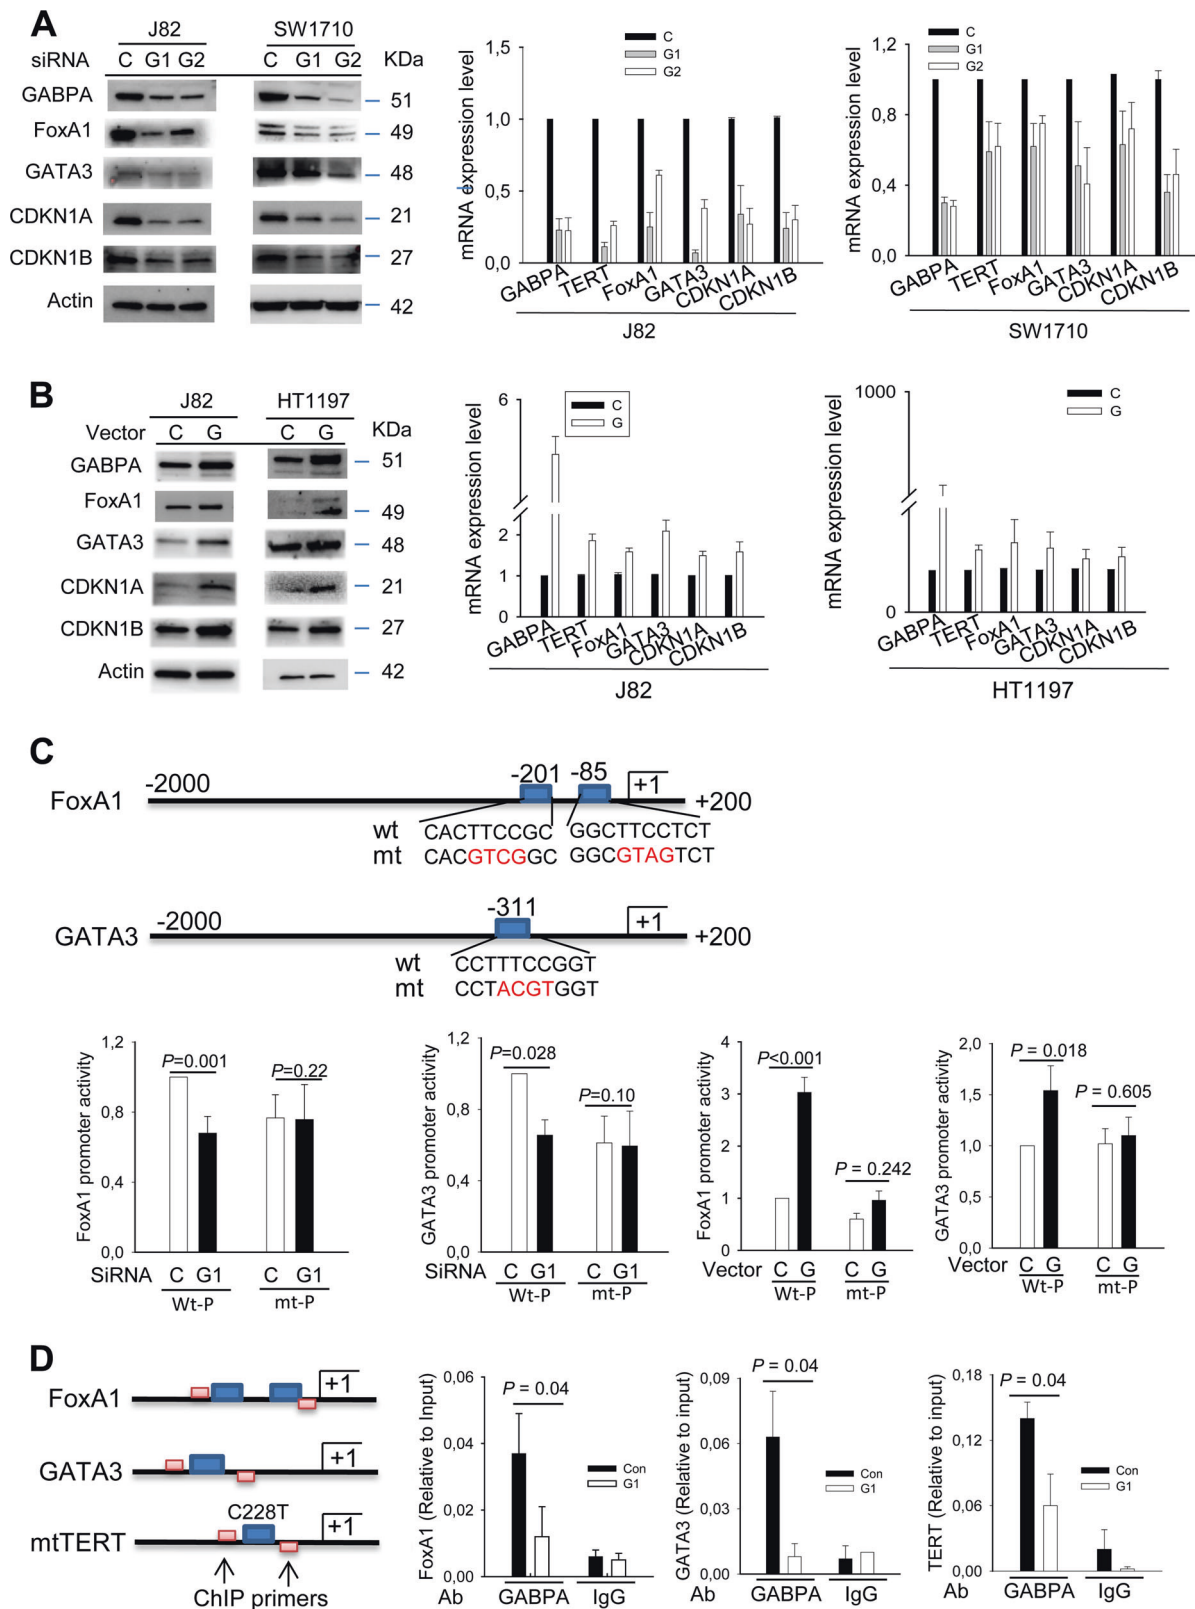 A
J82 SW1710
siRNA C G1 G2 C G1 G2 KDa
GABPA 51
FoxA1 49
GATA3 48
CDKN1A 21
CDKN1B 27
Actin 42
mRNA expression level
1,5
1,0
0,5
0,0
C
G1
G2
GABPA TERT FoxA1 GATA3 CDKN1A CDKN1B
J82
mRNA expression level
1,2
0,8
0,4
0,0
C
G1
G2
GABPA TERT FoxA1 GATA3 CDKN1A CDKN1B
SW1710
B
J82 HT1197
Vector C G C G KDa
GABPA 51
FoxA1 49
GATA3 48
CDKN1A 21
CDKN1B 27
Actin 42
mRNA expression level
6
2
1
0
C
G
GABPA TERT FoxA1 GATA3 CDKN1A CDKN1B
J82
mRNA expression level
1000
0
C
G
GABPA TERT FoxA1 GATA3 CDKN1A CDKN1B
HT1197
C
FoxA1 -2000 -201 -85 +1 +200
wt CACTTCCGC GGCTTCCTCT
mt CACGTCGGC GGCGTAGTCT
GATA3 -2000 -311 +1 +200
wt CCTTTCCGGT
mt CCTACGTGGT
FoxA1 promoter activity
1,2
0,8
0,4
0,0
P=0.001
P=0.22
SiRNA C G1 C G1
Wt-P mt-P
GATA3 promoter activity
1,2
0,8
0,4
0,0
P=0.028
P=0.10
SiRNA C G1 C G1
Wt-P mt-P
FoxA1 promoter activity
4
3
2
1
0
P<0.001
P = 0.242
Vector C G C G
Wt-P mt-P
GATA3 promoter activity
2,0
1,5
1,0
0,5
0,0
P = 0.018
P = 0.605
Vector C G C G
Wt-P mt-P
D
FoxA1 +1
GATA3 +1
C228T
mtTERT +1
ChIP primers
FoxA1 (Relative to Input)
0,06
0,04
0,02
0,00
P = 0.04
Con
G1
Ab GABPA IgG
GATA3 (Relative to input)
0,09
0,06
0,03
0,00
P = 0.04
Con
G1
Ab GABPA IgG
TERT (Relative to input)
0,18
0,12
0,06
0,00
P = 0.04
Con
G1
Ab GABPA IgG